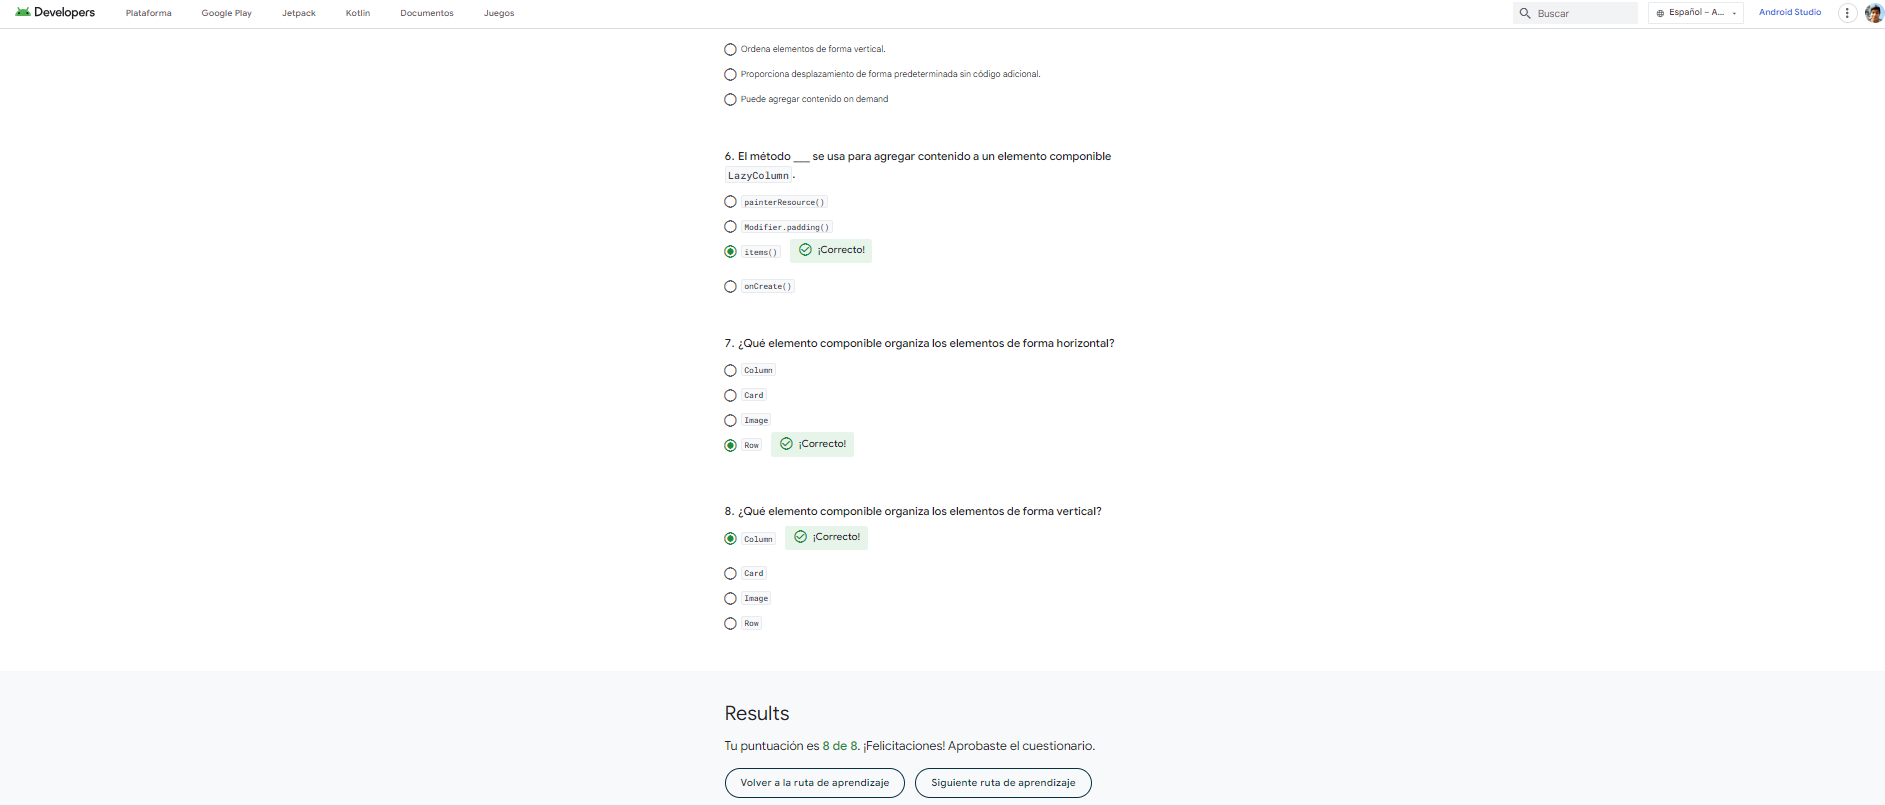 Developers Plataforma Google Play Jetpack Kotlin Documentos Juegos Buscar Español – A... Android Studio
Ordena elementos de forma vertical.
Proporciona desplazamiento de forma predeterminada sin código adicional.
Puede agregar contenido on demand
6. El método ___ se usa para agregar contenido a un elemento componible
LazyColumn.
painterResource()
Modifier.padding()
items() ¡Correcto!
onCreate()
7. ¿Qué elemento componible organiza los elementos de forma horizontal?
Column
Card
Image
Row ¡Correcto!
8. ¿Qué elemento componible organiza los elementos de forma vertical?
Column ¡Correcto!
Card
Image
Row
Results
Tu puntuación es 8 de 8. ¡Felicitaciones! Aprobaste el cuestionario.
Volver a la ruta de aprendizaje Siguiente ruta de aprendizaje